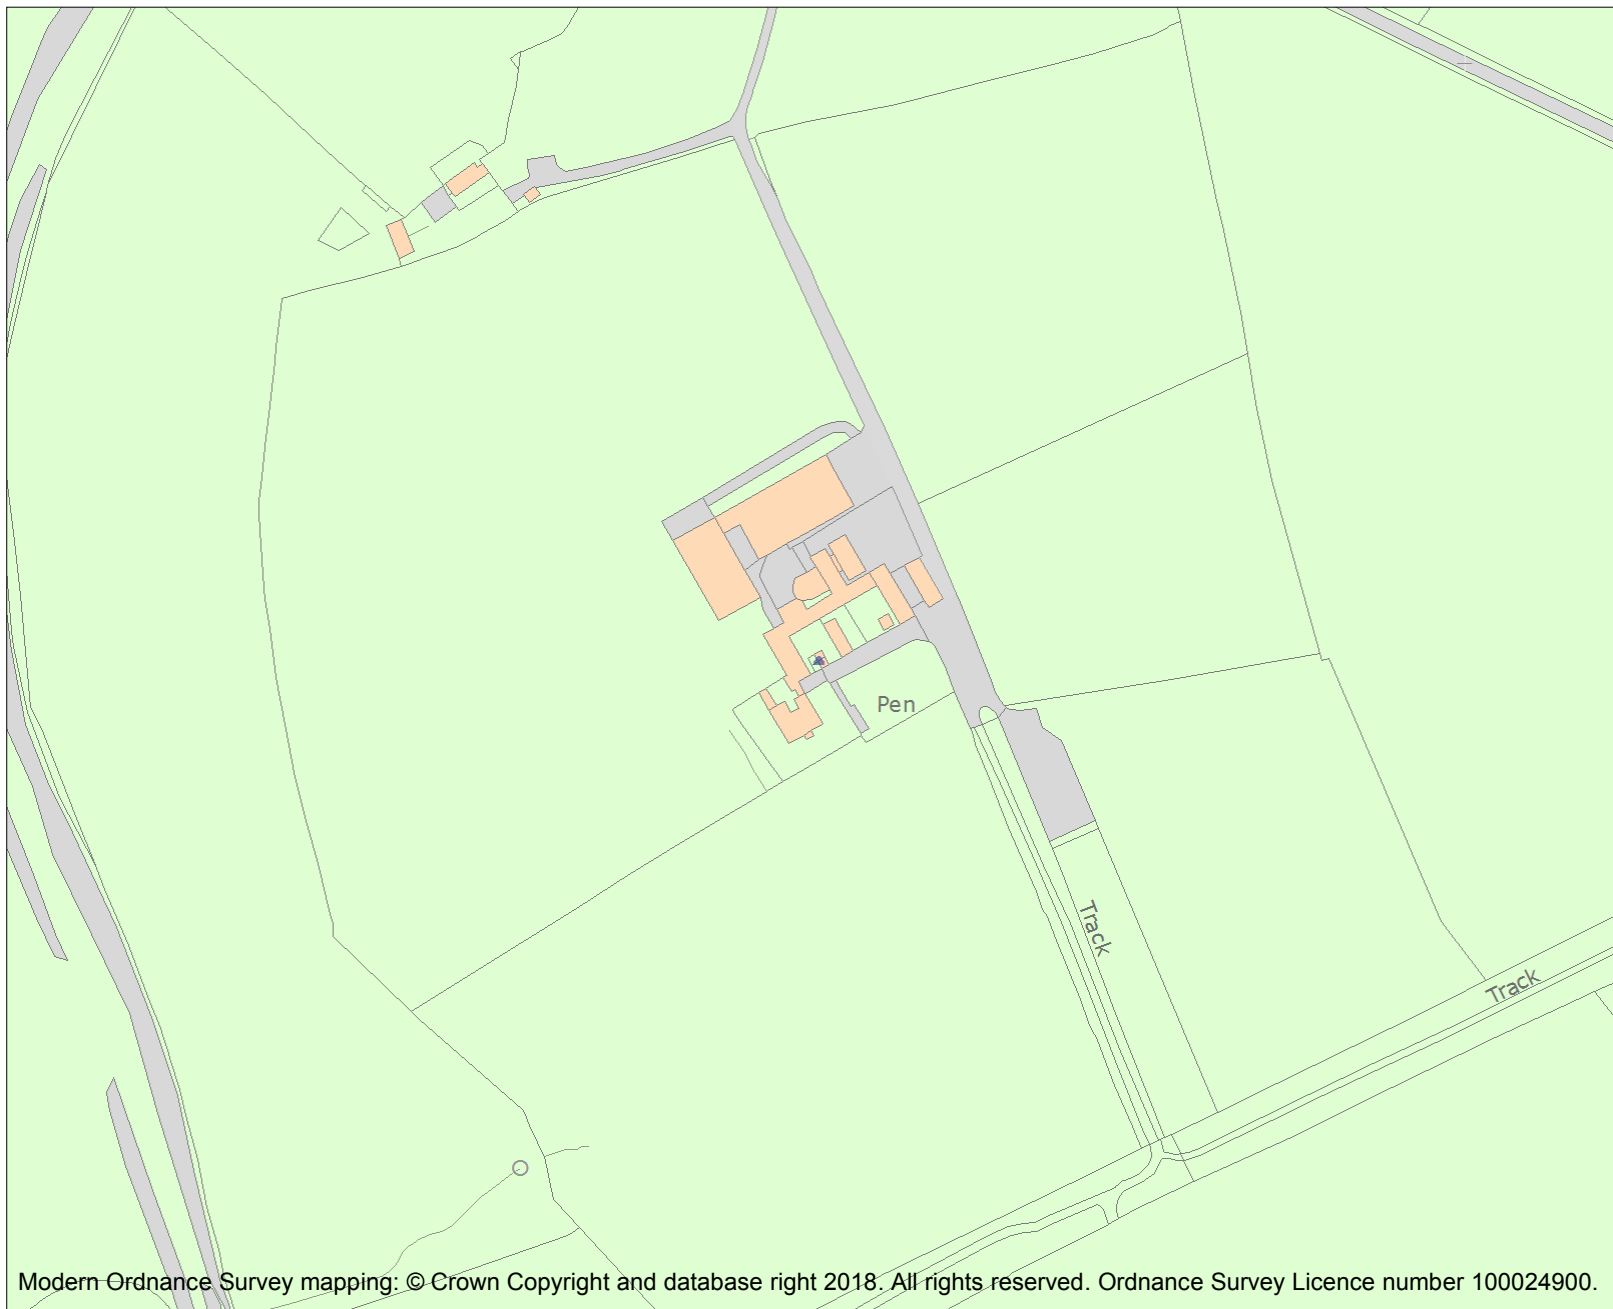 Pen
Track
Track
Modern Ordnance Survey mapping: © Crown Copyright and database right 2018. All rights reserved. Ordnance Survey Licence number 100024900.